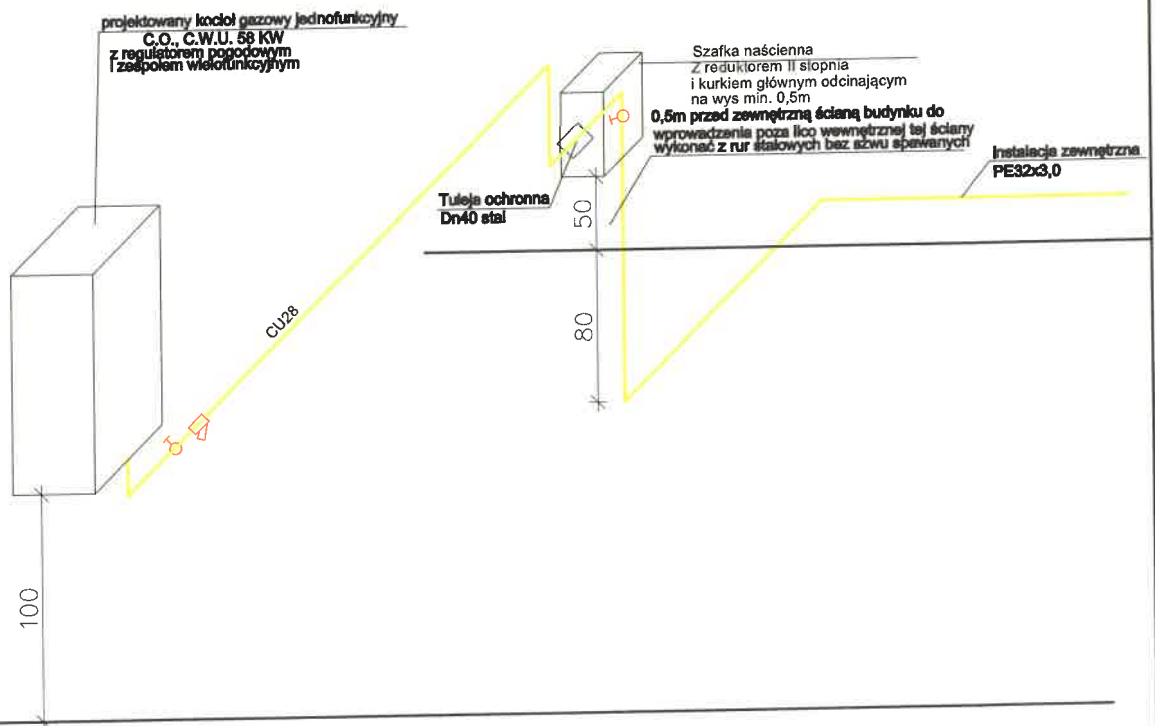 projektowany kocioł gazowy jednofunkcyjny
C.O., C.W.U. 58 KW
z regulatorem pogodowym
i zespołem wielofunkcyjnym
Szafka naścienna
Z reduktorem II stopnia
i kurkiem głównym odcinającym
na wys min. 0,5m
0,5m przed zewnętrzną ścianą budynku do
wprowadzenia poza lico wewnętrznej tej ściany
wykonać z rur stalowych bez szwu spawanych
Instalacja zewnętrzna
PE32x3,0
Tuleja ochronna
Dn40 stal
50
80
CU28
100